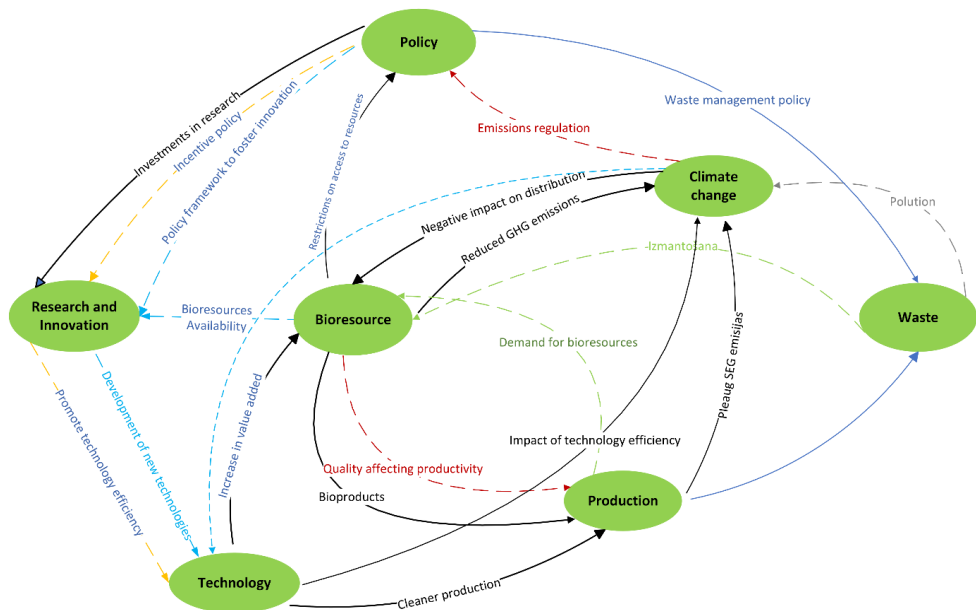 Policy
Investments in research
Incentive policy
Policy framework to foster innovation
Restrictions on access to resources
Emissions regulation
Waste management policy
Climate
change
Negative impact on distribution
Reduced GHG emissions
Polution
Izmantošana
Research and
Innovation
Bioresources
Availability
Bioresource
Waste
Demand for bioresources
Pleaug SEG emisijas
Promote technology efficiency
Development of new technologies
Increase in value added
Impact of technology efficiency
Quality affecting productivity
Bioproducts
Production
Technology
Cleaner production